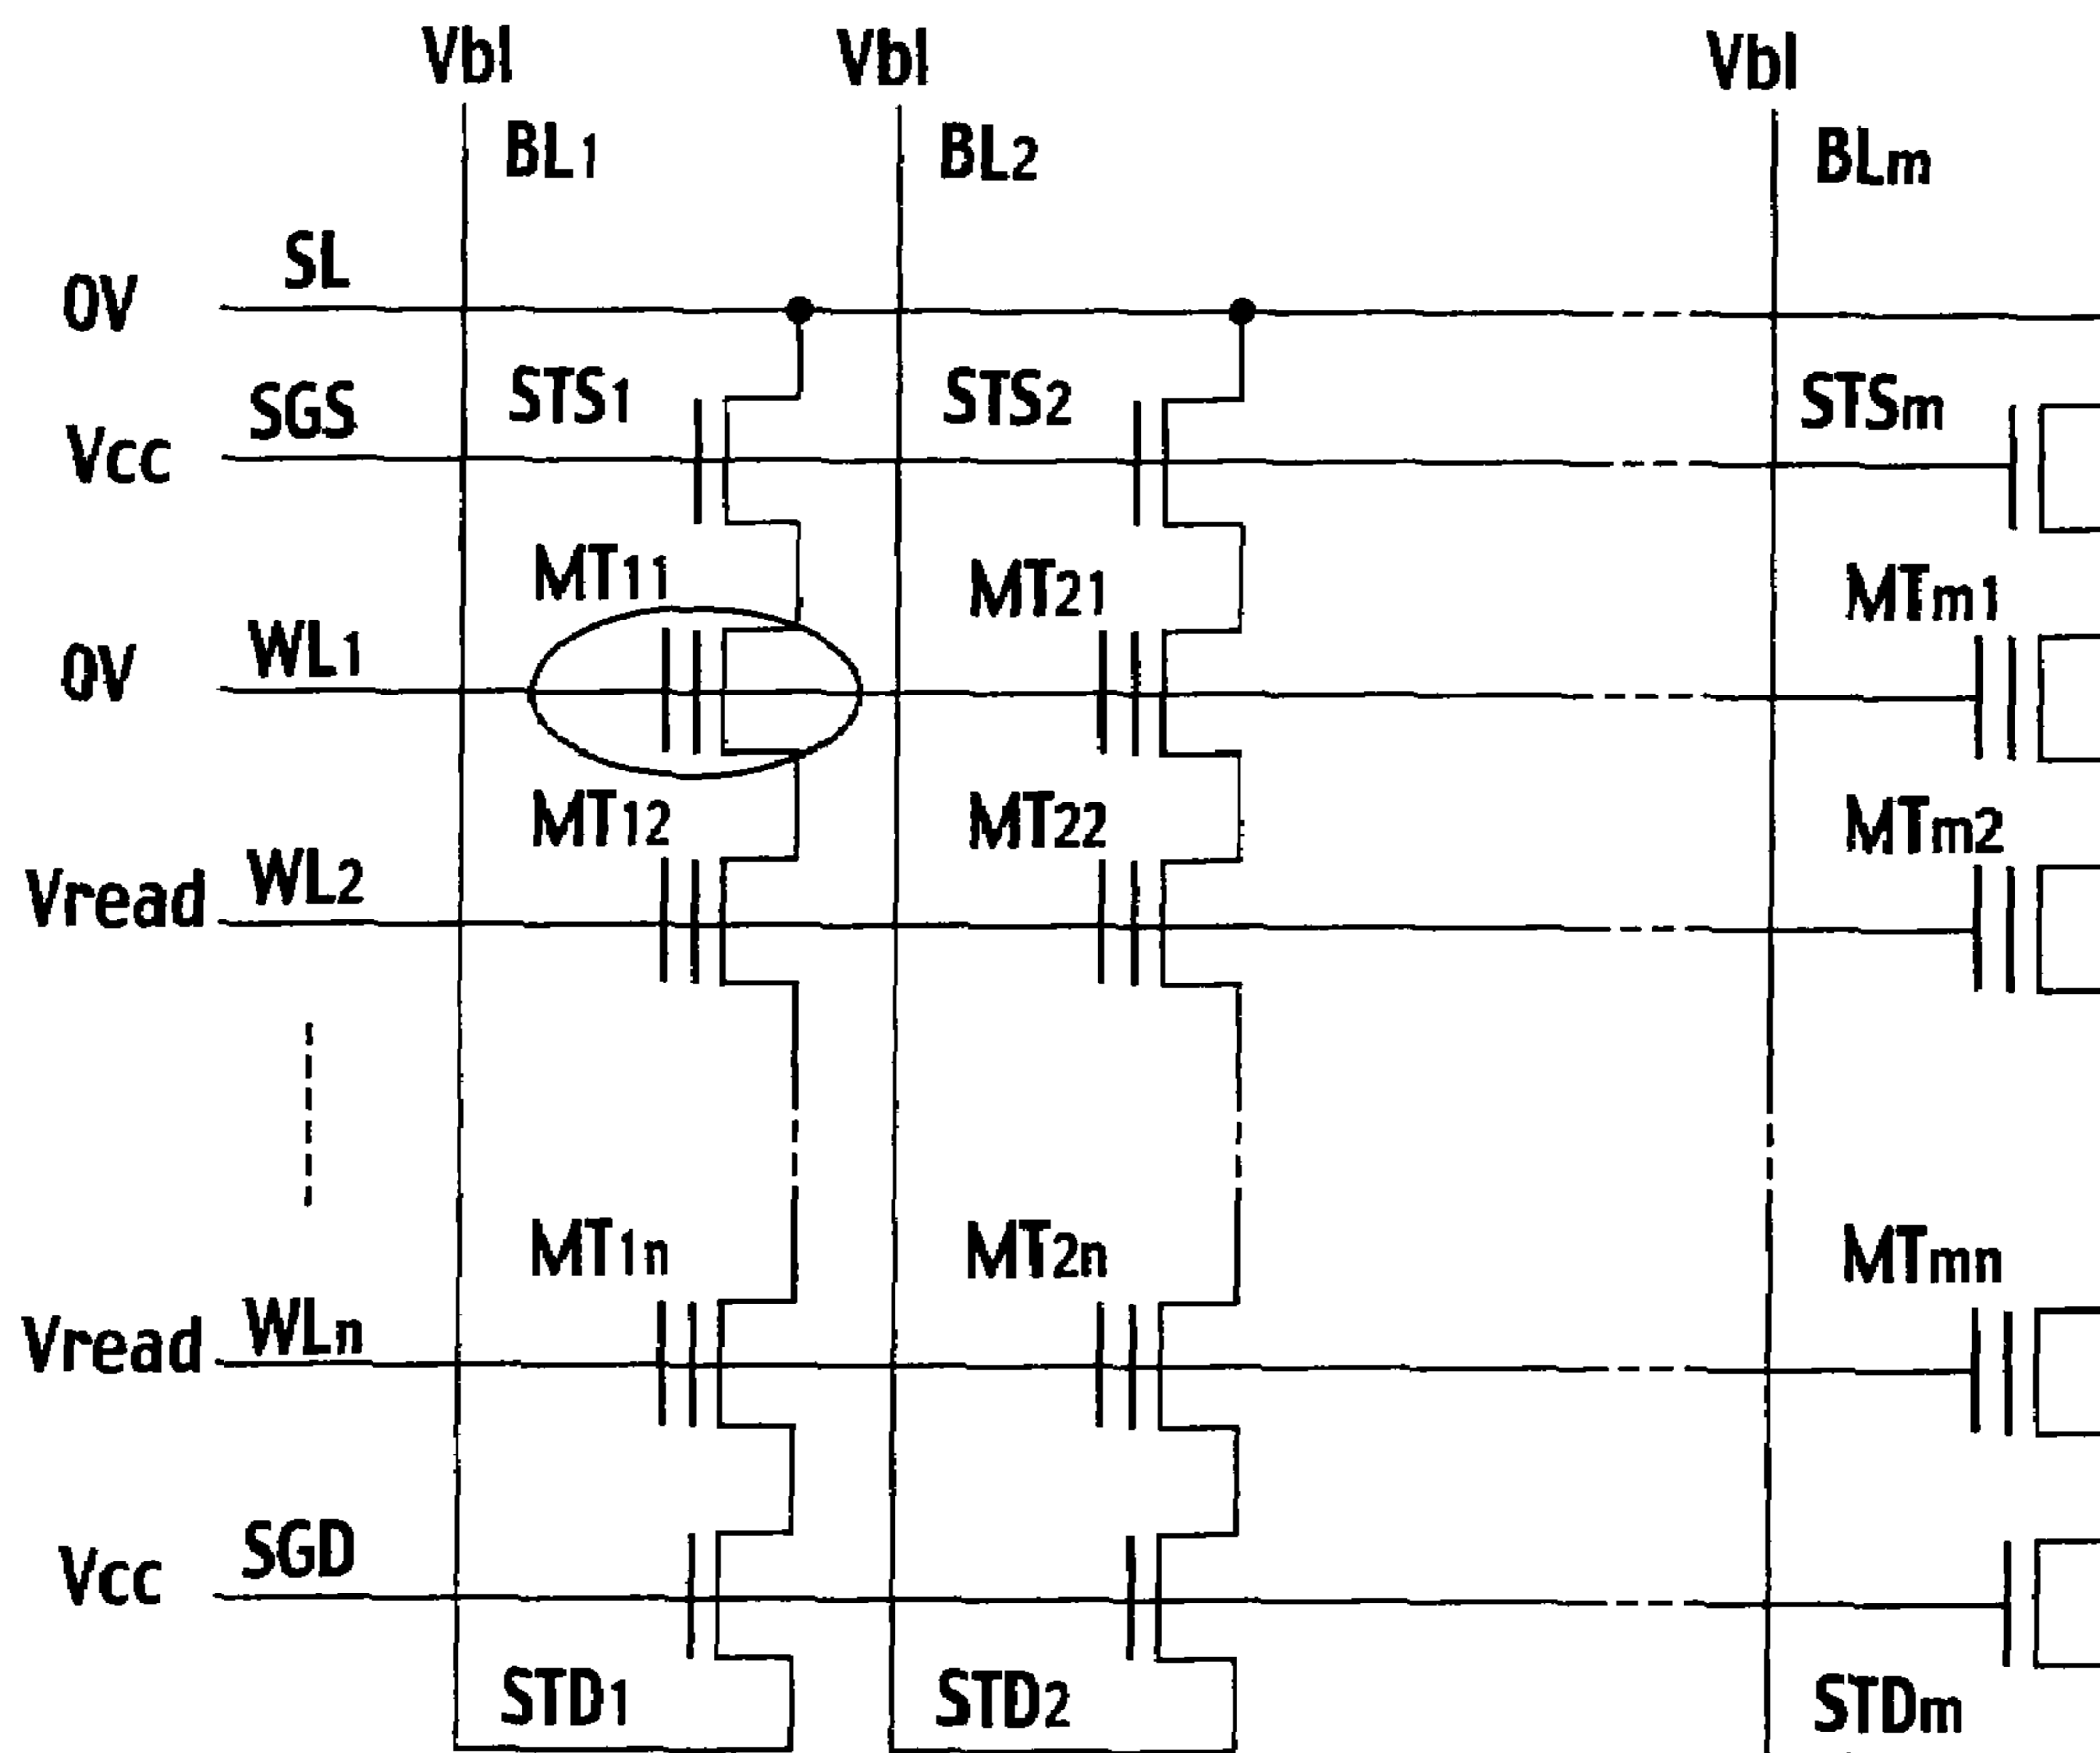 Vbl Vbl Vbl
BL1 BL2 BLm
SL
0V
SGS STS1 STS2 STSm
Vcc
MT11 MT21 MTm1
WL1
0V
MT12 MT22 MTm2
WL2
Vread
MT1n MT2n MTmn
WLn
Vread
SGD
Vcc
STD1 STD2 STDm